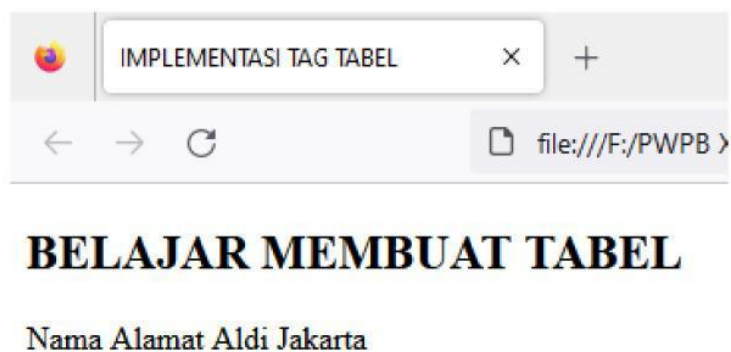 IMPLEMENTASI TAG TABEL
file:///F:/PWPB X
BELAJAR MEMBUAT TABEL
Nama Alamat Aldi Jakarta